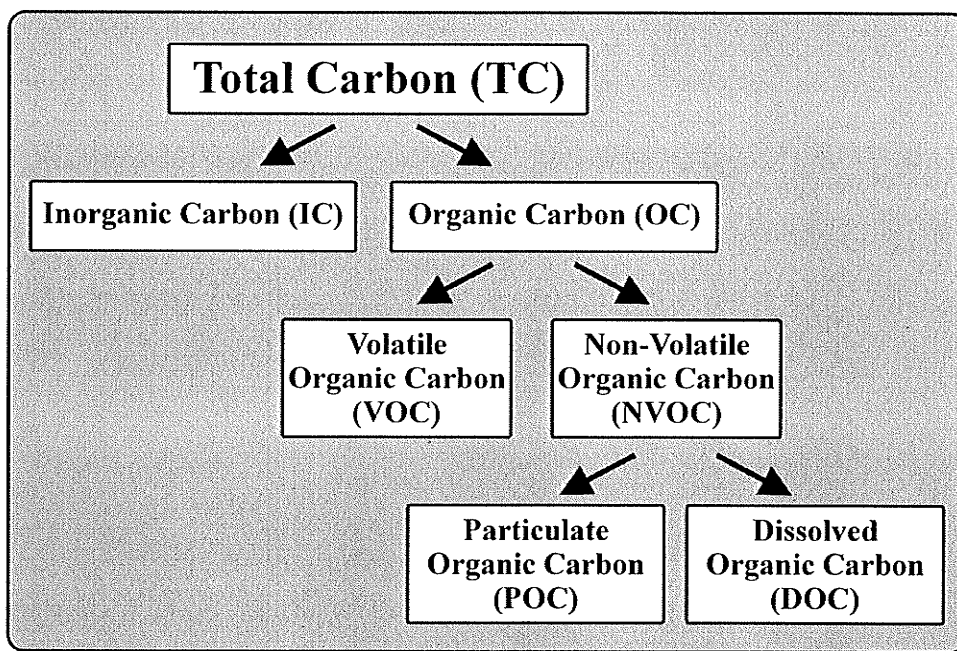 Total Carbon (TC)
Inorganic Carbon (IC)
Organic Carbon (OC)
Volatile
Organic Carbon
(VOC)
Non-Volatile
Organic Carbon
(NVOC)
Particulate
Organic Carbon
(POC)
Dissolved
Organic Carbon
(DOC)